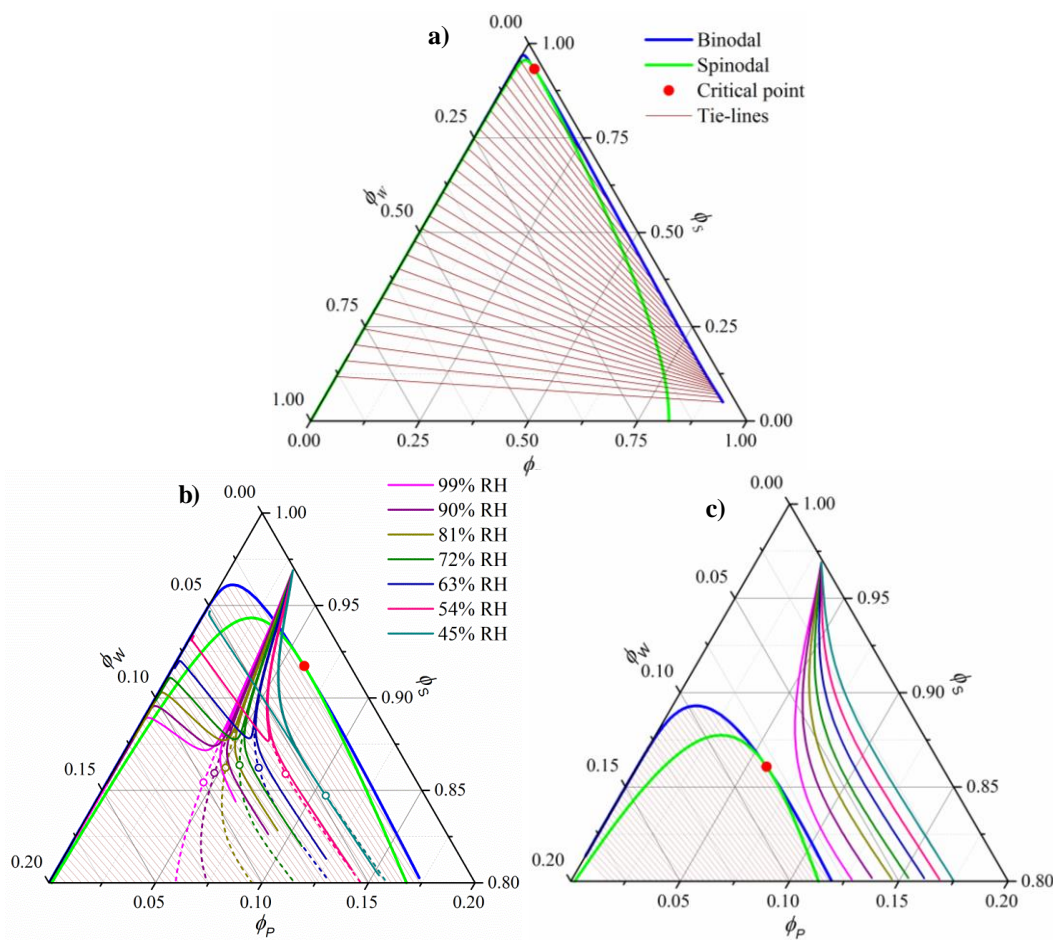 a)
0.00
1.00
Binodal
Spinodal
Critical point
Tie-lines
0.25
0.75
ϕW
0.50
0.50
ϕS
0.75
0.25
1.00
0.00
0.00
0.25
0.50
0.75
1.00
ϕ
b)
0.00
1.00
99% RH
90% RH
81% RH
72% RH
63% RH
54% RH
45% RH
0.05
0.95
ϕW
0.10
0.90
ϕS
0.15
0.85
0.20
0.80
0.05
0.10
0.15
0.20
ϕP
c)
0.00
1.00
0.05
0.95
ϕW
0.10
0.90
ϕS
0.15
0.85
0.20
0.80
0.05
0.10
0.15
0.20
ϕP